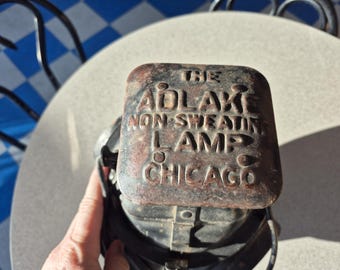 THE
ADLAKE
NON-SWEATING
LAMP
CHICAGO